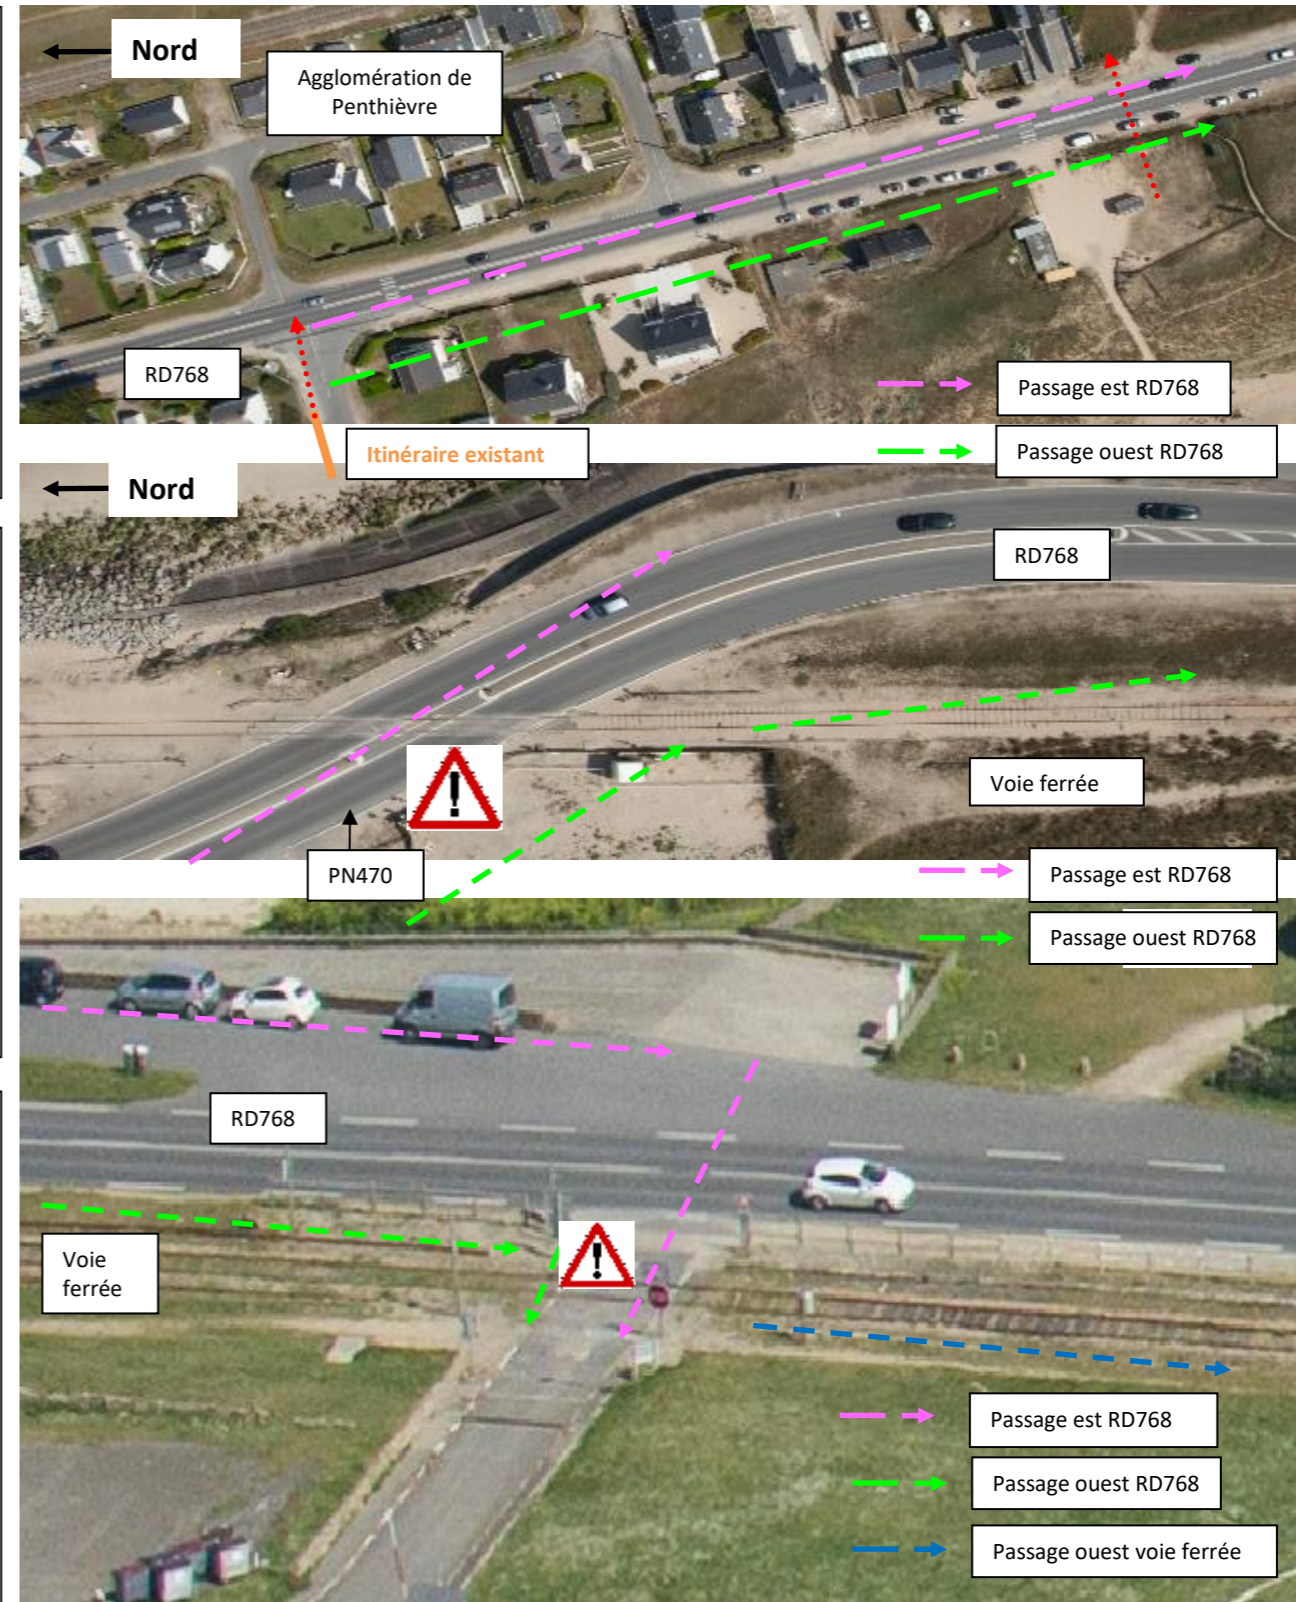 Nord
Agglomération de
Penthièvre
RD768
Passage est RD768
Itinéraire existant
Passage ouest RD768
Nord
RD768
Voie ferrée
PN470
Passage est RD768
Passage ouest RD768
RD768
Voie
ferrée
Passage est RD768
Passage ouest RD768
Passage ouest voie ferrée